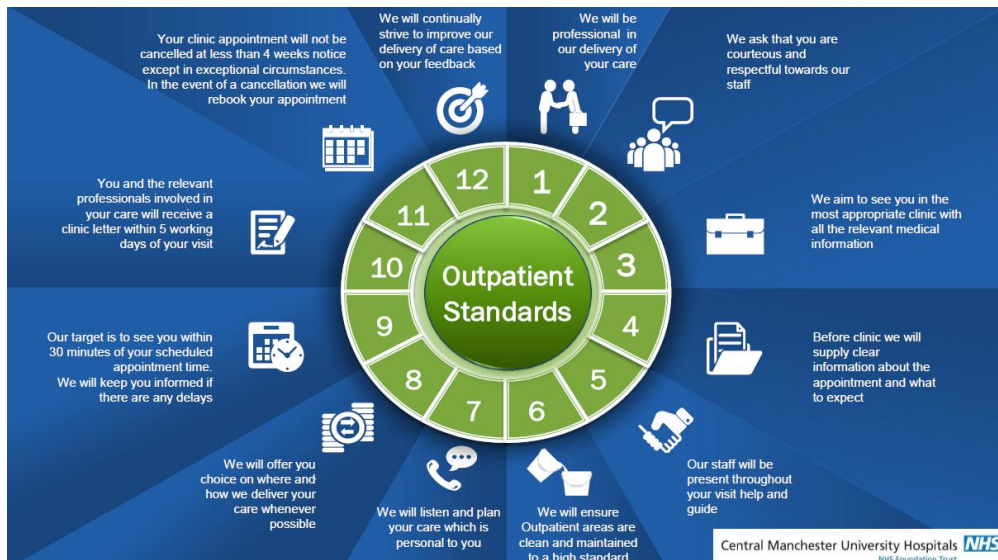 We will be
professional in
our delivery of
your care
We ask that you are
courteous and
respectful towards our
staff
We aim to see you in the
most appropriate clinic with
all the relevant medical
information
Before clinic we will
supply clear
information about the
appointment and what
to expect
Our staff will be
present throughout
your visit help and
guide
We will ensure
Outpatient areas are
clean and maintained
to a high standard
We will listen and plan
your care which is
personal to you
We will offer you
choice on where and
how we deliver your
care whenever
possible
Our target is to see you within
30 minutes of your scheduled
appointment time.
We will keep you informed if
there are any delays
You and the relevant
professionals involved in
your care will receive a
clinic letter within 5 working
days of your visit
Your clinic appointment will not be
cancelled at less than 4 weeks notice
except in exceptional circumstances.
In the event of a cancellation we will
rebook your appointment
We will continually
strive to improve our
delivery of care based
on your feedback
1
2
3
4
5
6
7
8
9
10
11
12
Outpatient
Standards
Central Manchester University Hospitals NHS
NHS Foundation Trust